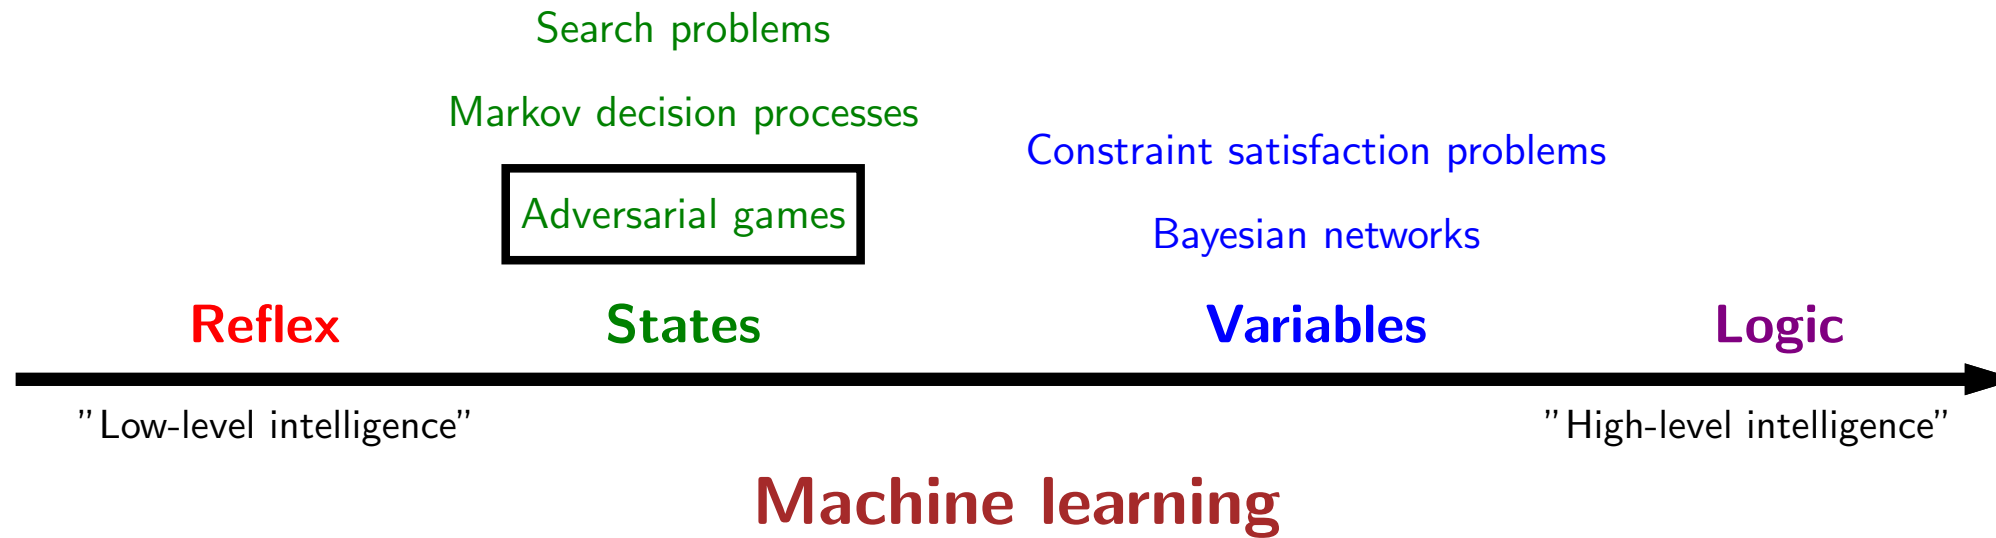 Search problems
Markov decision processes
Adversarial games
Constraint satisfaction problems
Bayesian networks
Reflex
States
Variables
Logic
"Low-level intelligence"
"High-level intelligence"
Machine learning